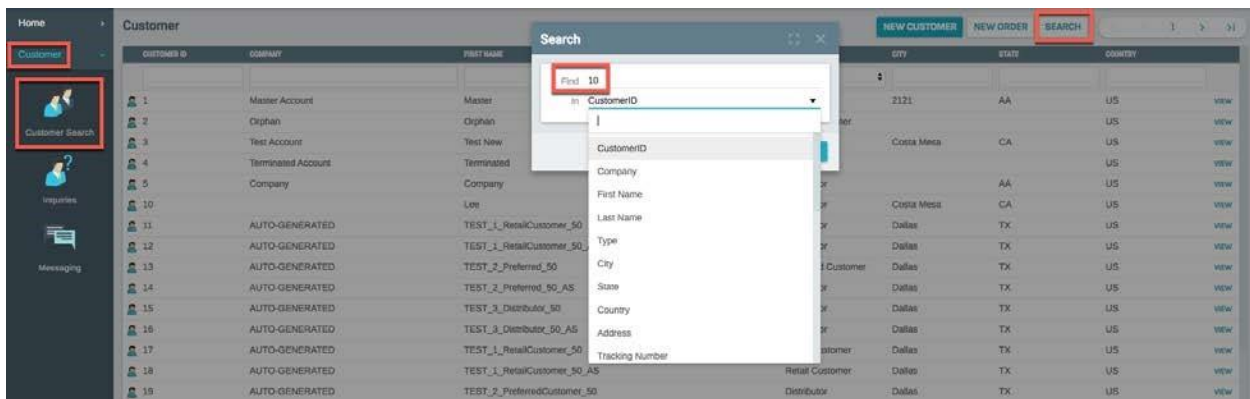 Home
Customer
NEW CUSTOMER NEW ORDER SEARCH 1
Customer
CUSTOMER ID COMPANY FIRST NAME CITY STATE COUNTRY
Customer Search
Inquiries
Messaging
Search
Find 10
In CustomerID
CustomerID
Company
First Name
Last Name
Type
City
State
Country
Address
Tracking Number
1 Master Account Master 2121 AA US VIEW
2 Orphan Orphan US VIEW
3 Test Account Test New Costa Mesa CA US VIEW
4 Terminated Account Terminated US VIEW
5 Company Company AA US VIEW
10 Lee Costa Mesa CA US VIEW
11 AUTO-GENERATED TEST_1_RetailCustomer_50 Dallas TX US VIEW
12 AUTO-GENERATED TEST_1_RetailCustomer_50_ Dallas TX US VIEW
13 AUTO-GENERATED TEST_2_Preferred_50 Customer Dallas TX US VIEW
14 AUTO-GENERATED TEST_2_Preferred_50_AS Dallas TX US VIEW
15 AUTO-GENERATED TEST_3_Distributor_50 Dallas TX US VIEW
16 AUTO-GENERATED TEST_3_Distributor_50_AS Dallas TX US VIEW
17 AUTO-GENERATED TEST_1_RetailCustomer_50 Dallas TX US VIEW
18 AUTO-GENERATED TEST_1_RetailCustomer_50_AS Retail Customer Dallas TX US VIEW
19 AUTO-GENERATED TEST_2_PreferredCustomer_50 Distributor Dallas TX US VIEW